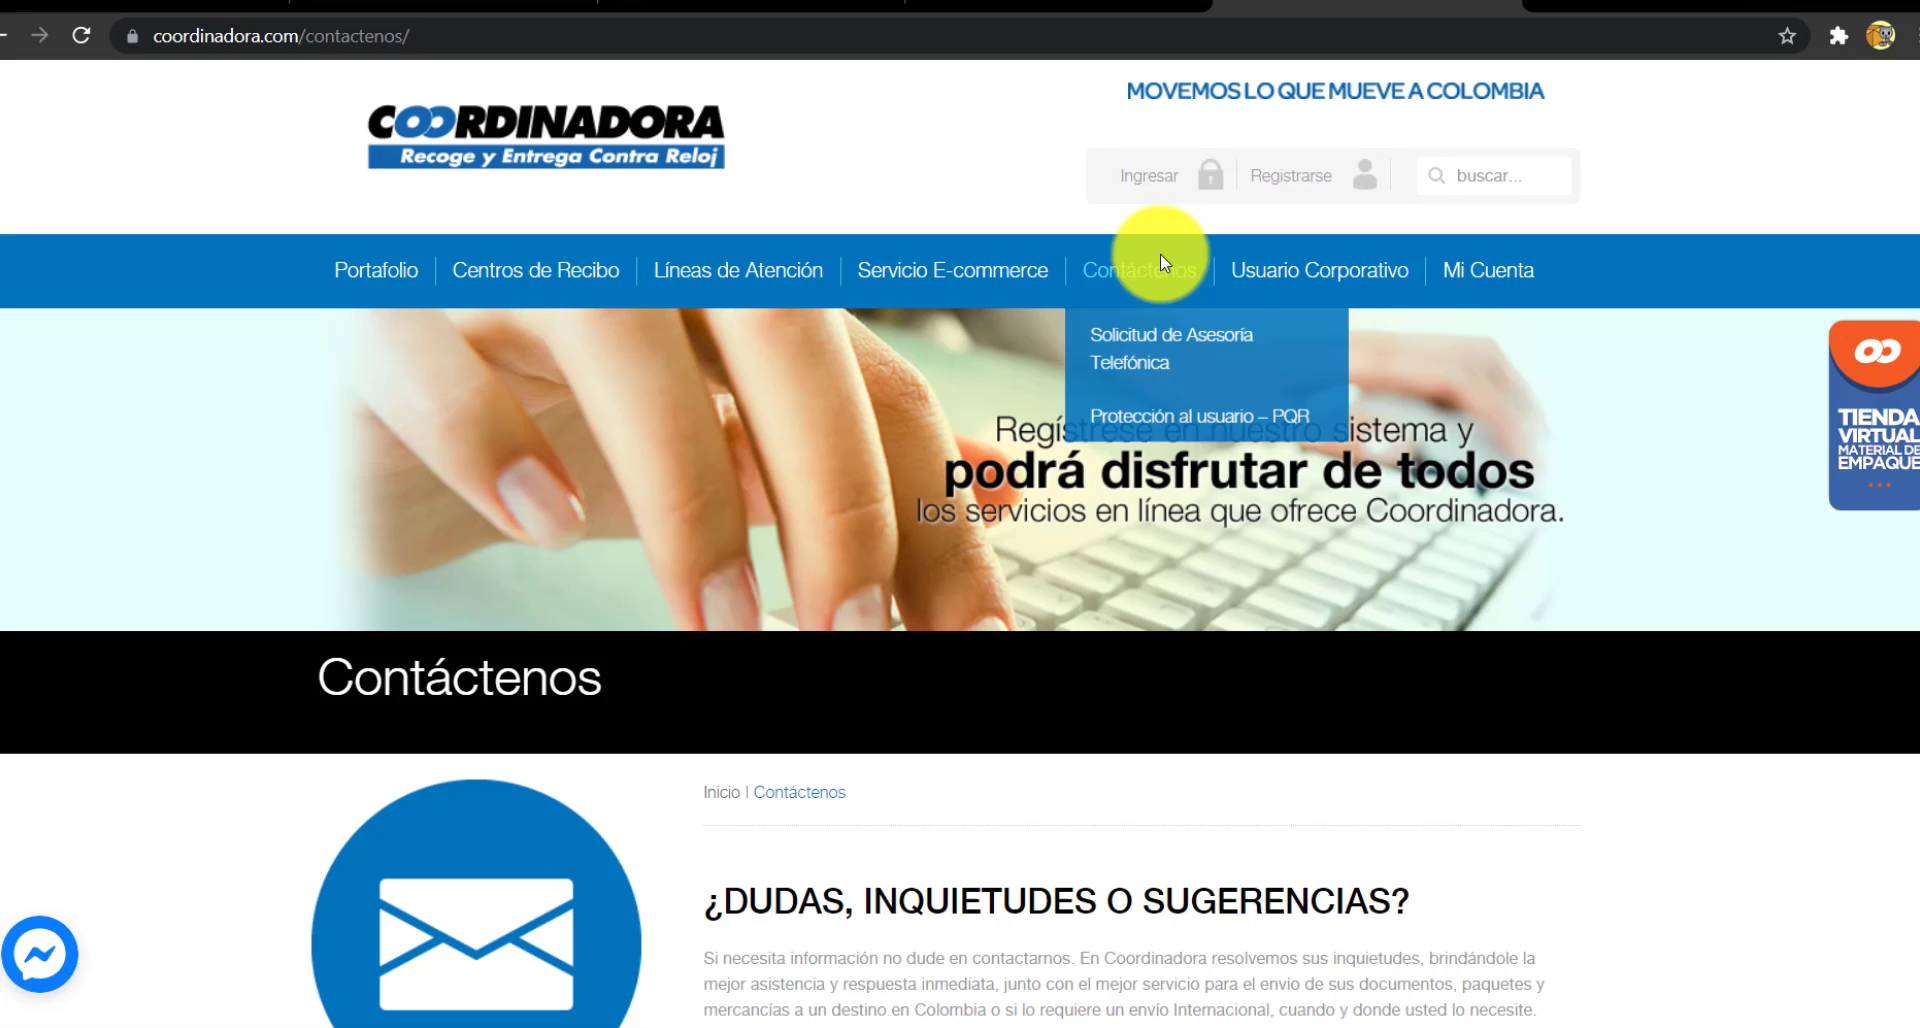 coordinadora.com/contactenos/
MOVEMOS LO QUE MUEVE A COLOMBIA
COORDINADORA
Recoge y Entrega Contra Reloj
Ingresar
Registrarse
buscar...
Portafolio
Centros de Recibo
Líneas de Atención
Servicio E-commerce
Contáctenos
Usuario Corporativo
Mi Cuenta
Solicitud de Asesoría
Telefónica
Protección al usuario – PQR
Regístrese en nuestro sistema y
podrá disfrutar de todos
los servicios en línea que ofrece Coordinadora.
TIENDA
VIRTUAL
MATERIAL DE
EMPAQUE
Contáctenos
Inicio | Contáctenos
¿DUDAS, INQUIETUDES O SUGERENCIAS?
Si necesita información no dude en contactarnos. En Coordinadora resolvemos sus inquietudes, brindándole la
mejor asistencia y respuesta inmediata, junto con el mejor servicio para el envío de sus documentos, paquetes y
mercancías a un destino en Colombia o si lo requiere un envío Internacional, cuando y donde usted lo necesite.